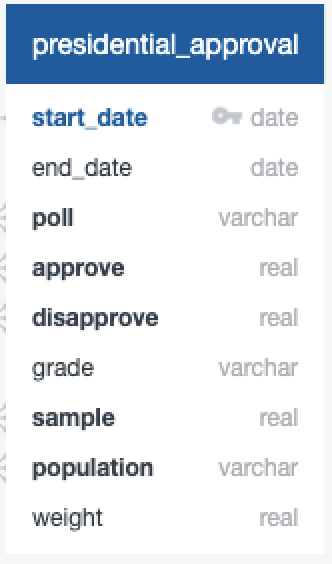 presidential_approval
start_date date
end_date date
poll varchar
approve real
disapprove real
grade varchar
sample real
population varchar
weight real